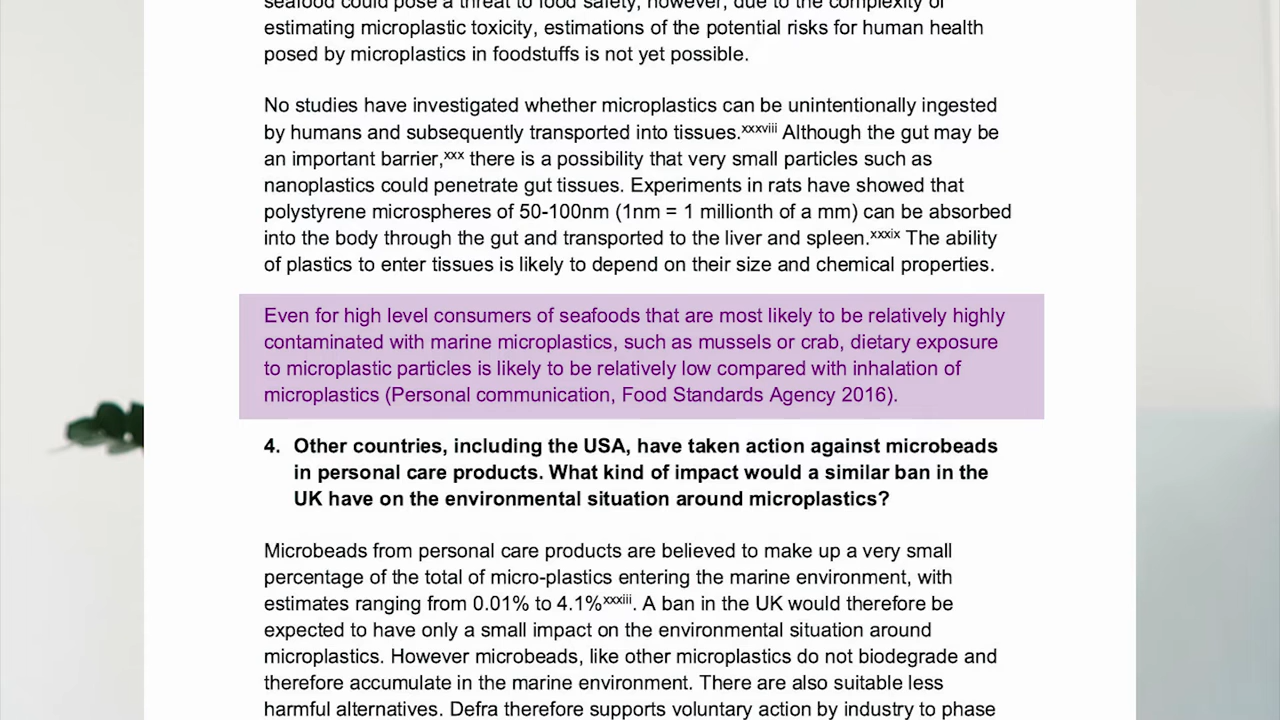 seafood could pose a threat to food safety, however, due to the complexity of
estimating microplastic toxicity, estimations of the potential risks for human health
posed by microplastics in foodstuffs is not yet possible.
No studies have investigated whether microplastics can be unintentionally ingested
by humans and subsequently transported into tissues.xxxviii Although the gut may be
an important barrier,xxx there is a possibility that very small particles such as
nanoplastics could penetrate gut tissues. Experiments in rats have showed that
polystyrene microspheres of 50-100nm (1nm = 1 millionth of a mm) can be absorbed
into the body through the gut and transported to the liver and spleen.xxxix The ability
of plastics to enter tissues is likely to depend on their size and chemical properties.
Even for high level consumers of seafoods that are most likely to be relatively highly
contaminated with marine microplastics, such as mussels or crab, dietary exposure
to microplastic particles is likely to be relatively low compared with inhalation of
microplastics (Personal communication, Food Standards Agency 2016).
4. Other countries, including the USA, have taken action against microbeads
in personal care products. What kind of impact would a similar ban in the
UK have on the environmental situation around microplastics?
Microbeads from personal care products are believed to make up a very small
percentage of the total of micro-plastics entering the marine environment, with
estimates ranging from 0.01% to 4.1%xxxiii. A ban in the UK would therefore be
expected to have only a small impact on the environmental situation around
microplastics. However microbeads, like other microplastics do not biodegrade and
therefore accumulate in the marine environment. There are also suitable less
harmful alternatives. Defra therefore supports voluntary action by industry to phase